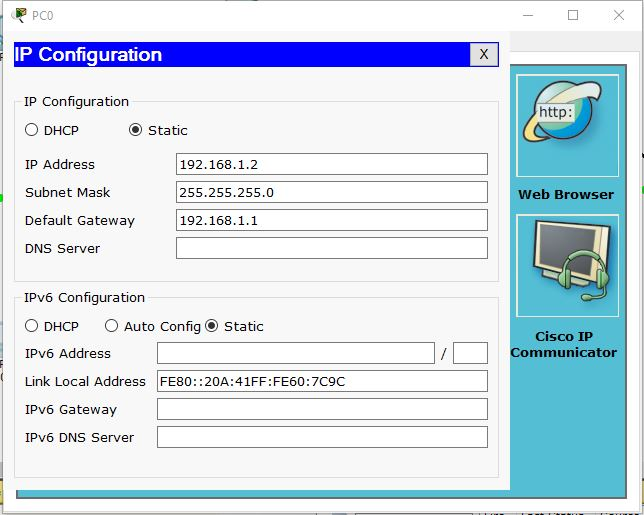 PC0
IP Configuration
X
IP Configuration
DHCP
Static
IP Address
192.168.1.2
Subnet Mask
255.255.255.0
Default Gateway
192.168.1.1
DNS Server
IPv6 Configuration
DHCP
Auto Config
Static
IPv6 Address
/
Link Local Address
FE80::20A:41FF:FE60:7C9C
IPv6 Gateway
IPv6 DNS Server
http:
Web Browser
Cisco IP
Communicator